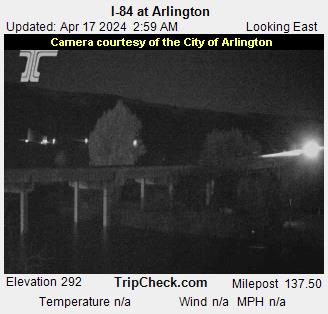 I-84 at Arlington
Updated: Apr 17 2024 2:59 AM Looking East
Camera courtesy of the City of Arlington
Elevation 292 TripCheck.com Milepost 137.50
Temperature n/a Wind n/a MPH n/a